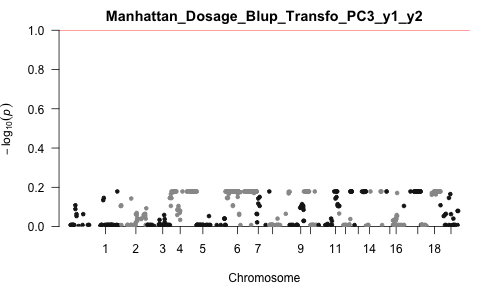 Manhattan_Dosage_Blup_Transfo_PC3_y1_y2
1.0
0.8
0.6
0.4
0.2
0.0
− log10(p)
1 2 3 4 5 6 7 9 11 14 16 18
Chromosome